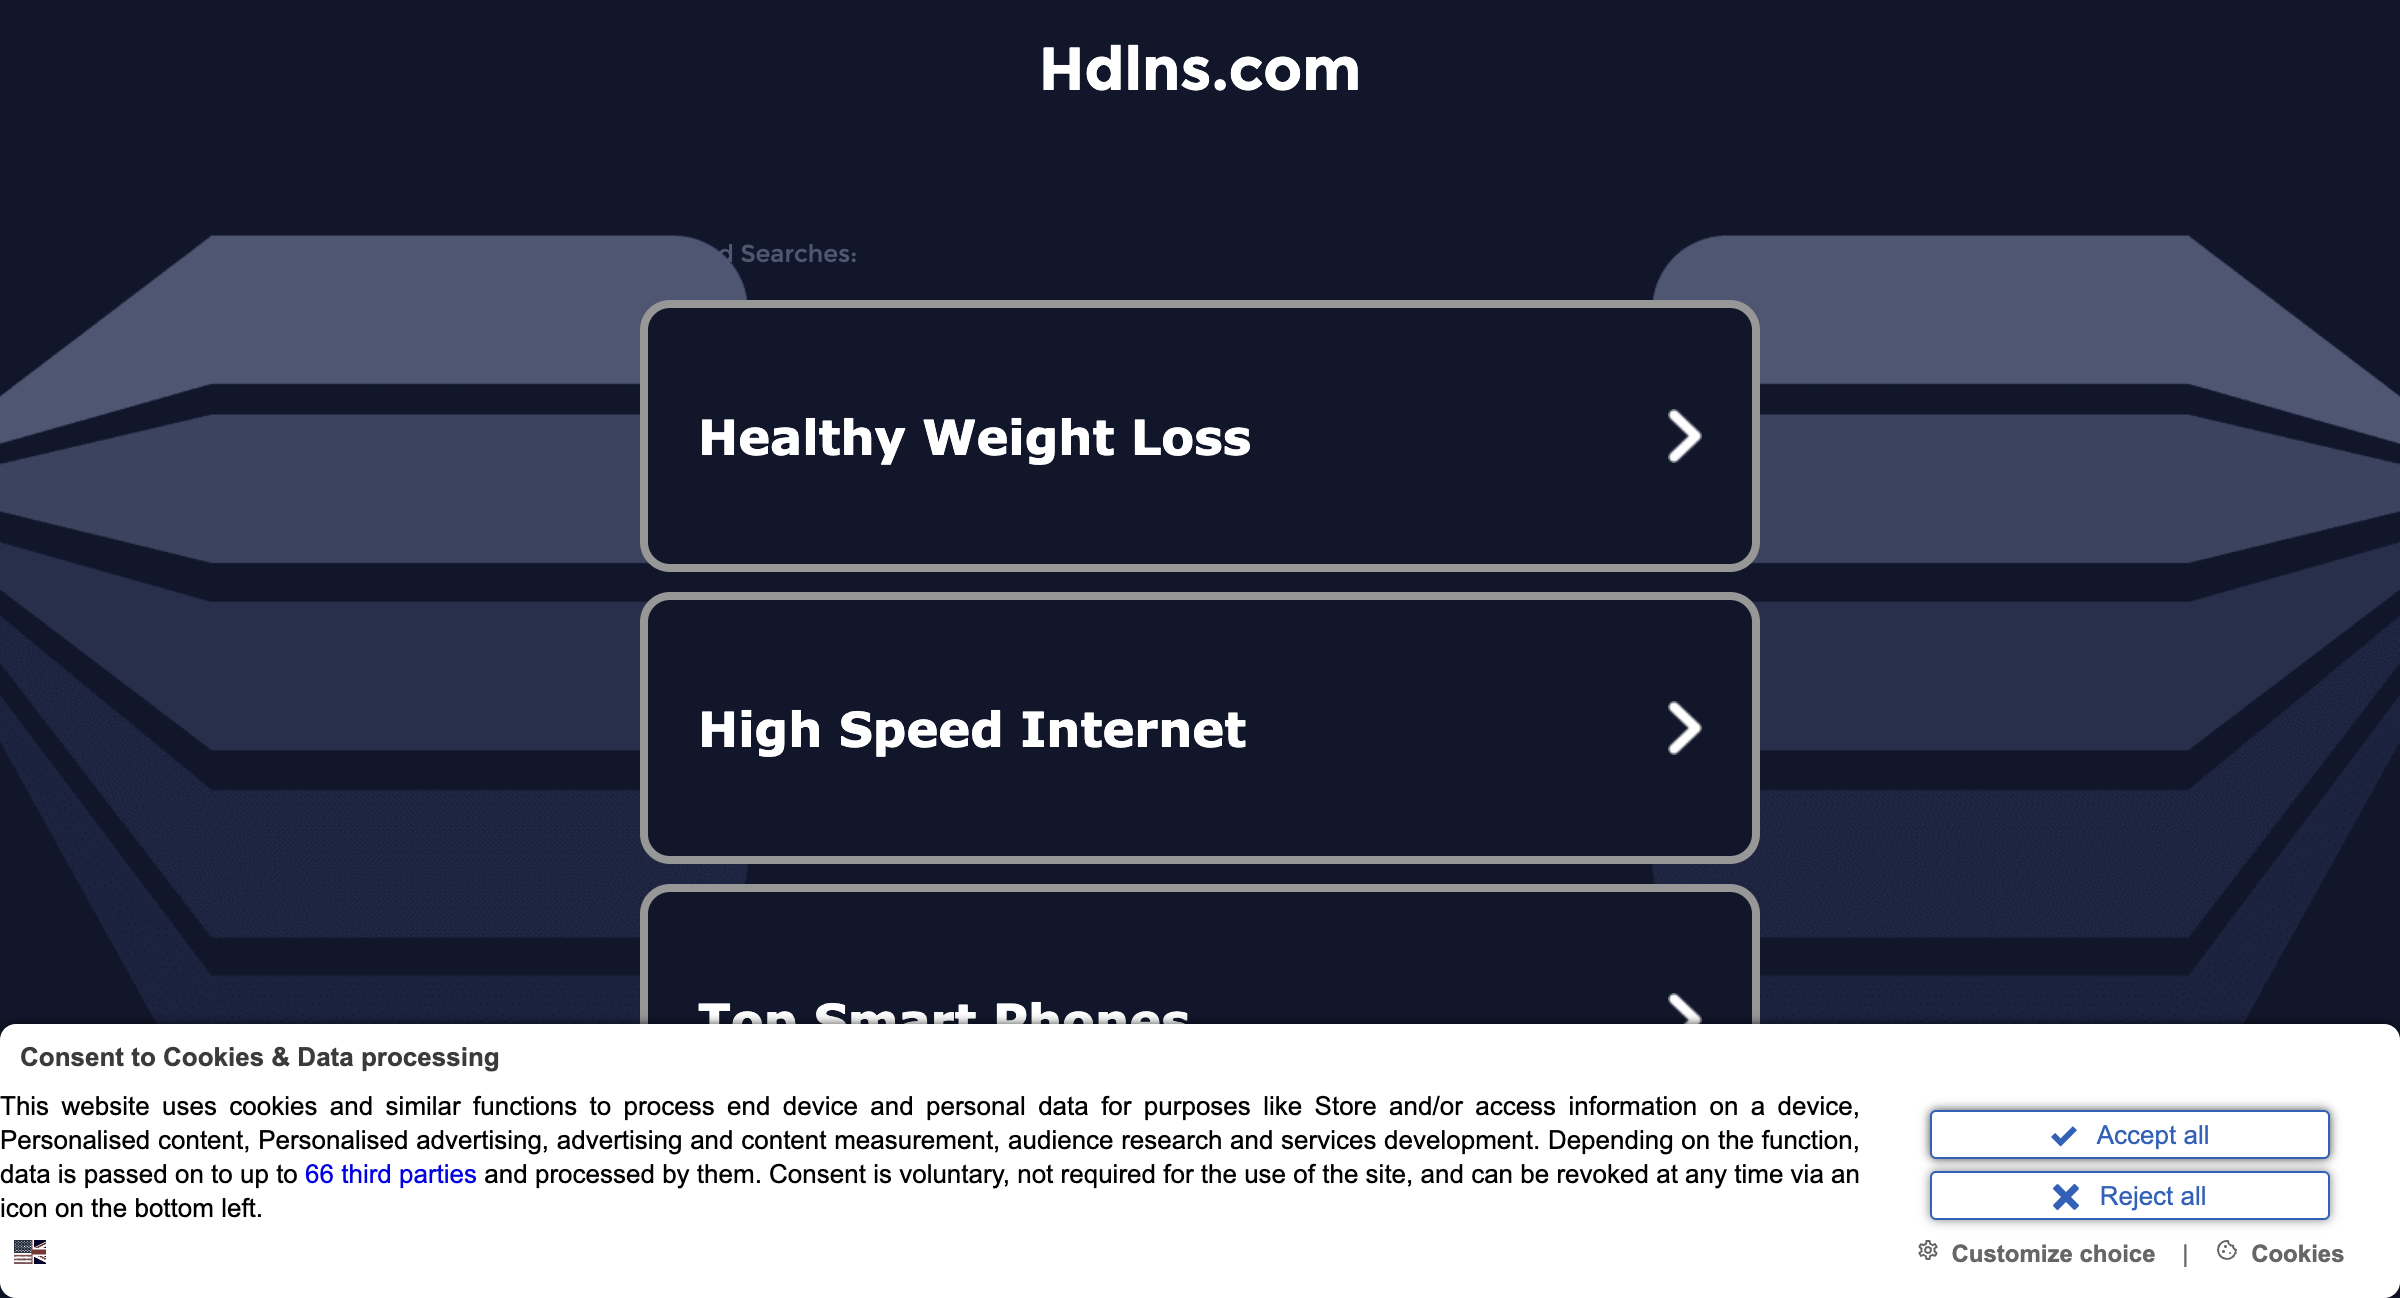 Hdlns.com
Searches:
Healthy Weight Loss
High Speed Internet
Top Smart Phones
Consent to Cookies & Data processing
This website uses cookies and similar functions to process end device and personal data for purposes like Store and/or access information on a device,
Personalised content, Personalised advertising, advertising and content measurement, audience research and services development. Depending on the function,
data is passed on to up to 66 third parties and processed by them. Consent is voluntary, not required for the use of the site, and can be revoked at any time via an
icon on the bottom left.
Accept all
Reject all
Customize choice | Cookies